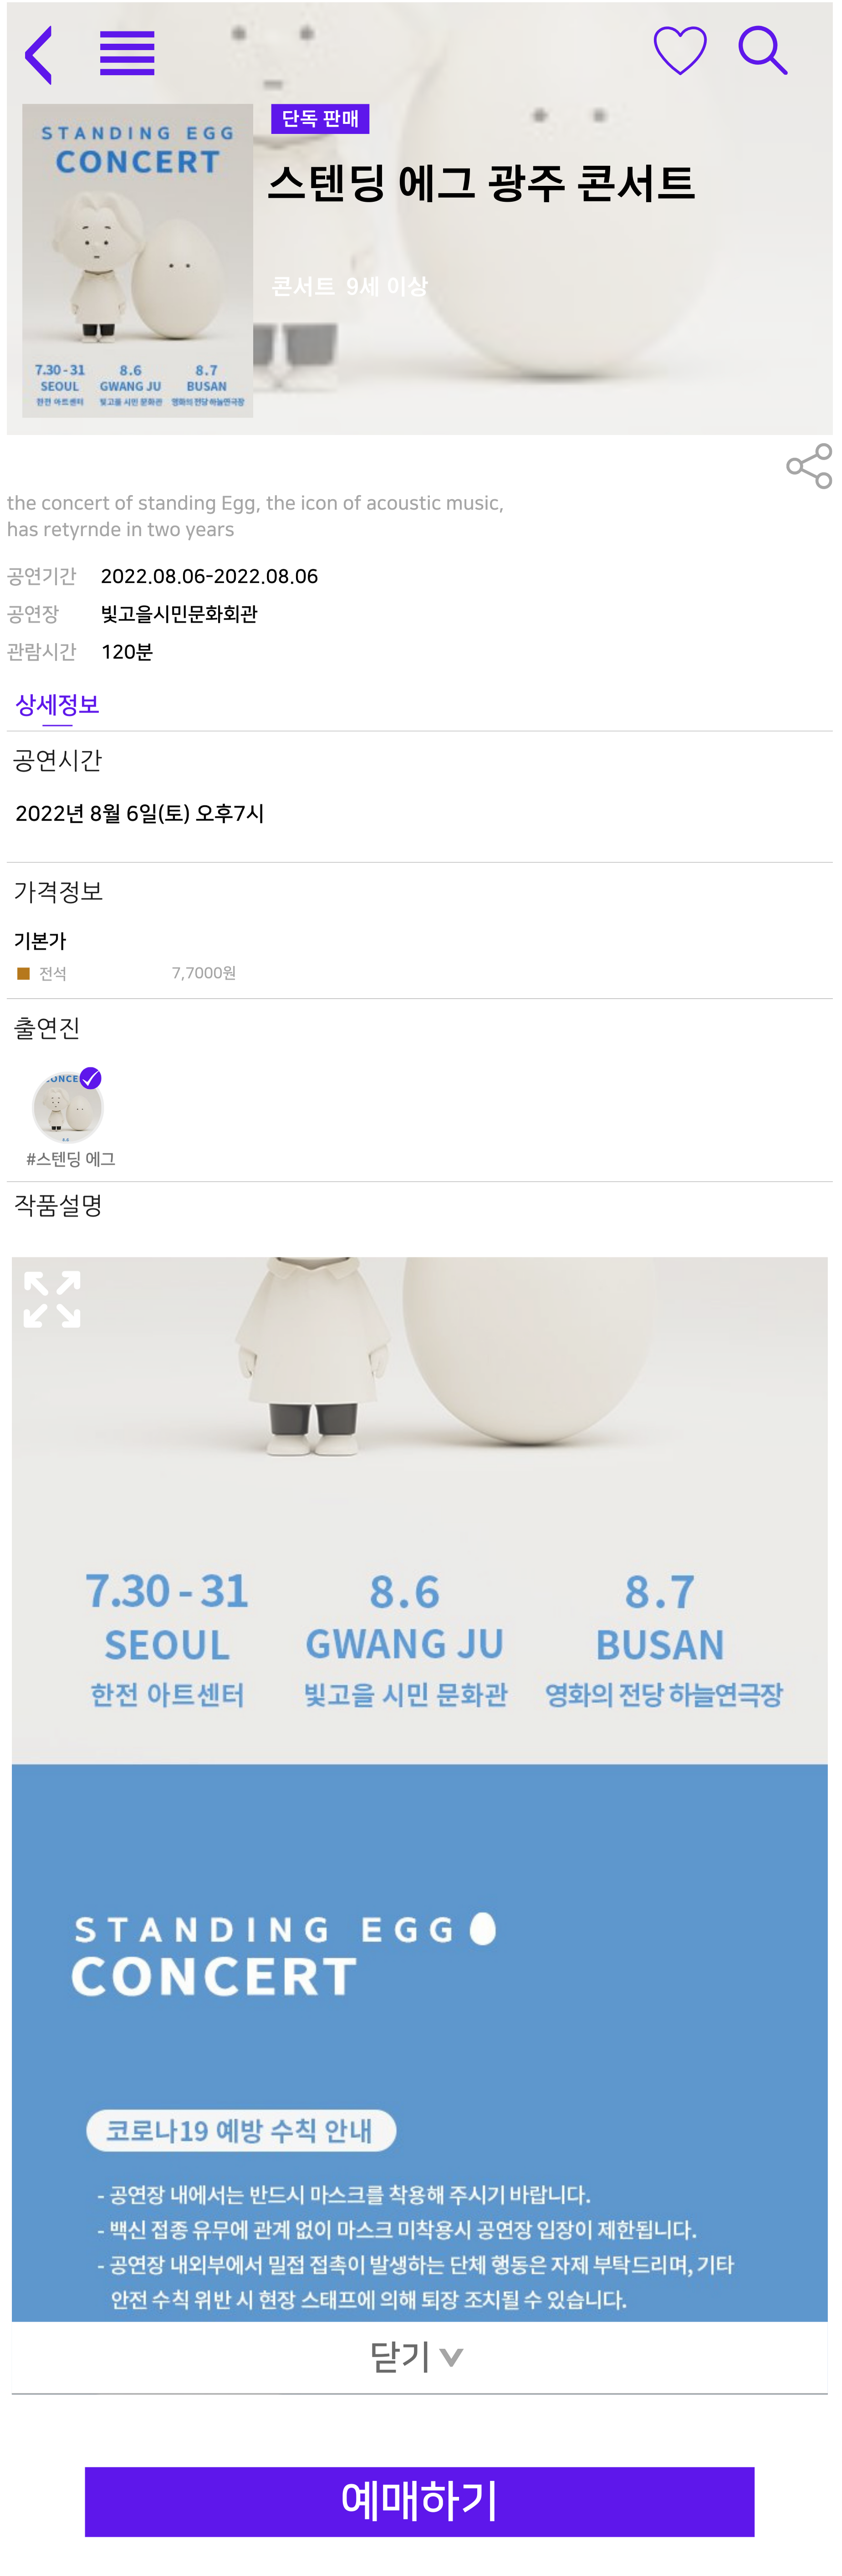 단독 판매
스텐딩 에그 광주 콘서트
콘서트 9세 이상
STANDING EGG
CONCERT
7.30 - 31 8.6 8.7
SEOUL GWANG JU BUSAN
한전 아트센터 빛고을 시민 문화관 영화의 전당 하늘연극장
the concert of standing Egg, the icon of acoustic music,
has retyrnde in two years
공연기간 2022.08.06-2022.08.06
공연장 빛고을시민문화회관
관람시간 120분
상세정보
공연시간
2022년 8월 6일(토) 오후7시
가격정보
기본가
전석 7,7000원
출연진
CONCE
#스텐딩 에그
작품설명
7.30 - 31 8.6 8.7
SEOUL GWANG JU BUSAN
한전 아트센터 빛고을 시민 문화관 영화의 전당 하늘연극장
STANDING EGG
CONCERT
코로나19 예방 수칙 안내
- 공연장 내에서는 반드시 마스크를 착용해 주시기 바랍니다.
- 백신 접종 유무에 관계 없이 마스크 미착용시 공연장 입장이 제한됩니다.
- 공연장 내외부에서 밀접 접촉이 발생하는 단체 행동은 자제 부탁드리며, 기타
안전 수칙 위반 시 현장 스태프에 의해 퇴장 조치될 수 있습니다.
닫기
예매하기